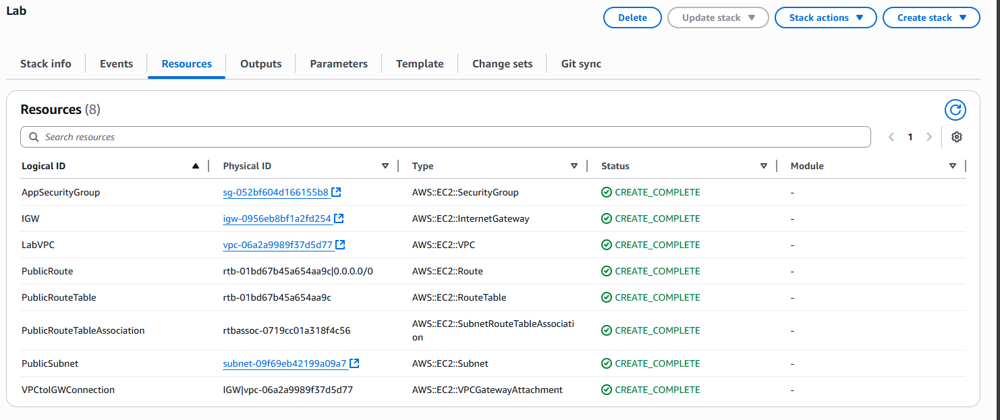 Lab
Delete
Update stack
Stack actions
Create stack
Stack info
Events
Resources
Outputs
Parameters
Template
Change sets
Git sync
Resources (8)
Search resources
1
Logical ID Physical ID Type Status Module
AppSecurityGroup sg-052bf604d166155b8 AWS::EC2::SecurityGroup CREATE_COMPLETE -
IGW igw-0956eb8bf1a2fd254 AWS::EC2::InternetGateway CREATE_COMPLETE -
LabVPC vpc-06a2a9989f37d5d77 AWS::EC2::VPC CREATE_COMPLETE -
PublicRoute rtb-01bd67b45a654aa9c|0.0.0.0/0 AWS::EC2::Route CREATE_COMPLETE -
PublicRouteTable rtb-01bd67b45a654aa9c AWS::EC2::RouteTable CREATE_COMPLETE -
PublicRouteTableAssociation rtbassoc-0719cc01a318f4c56 AWS::EC2::SubnetRouteTableAssociati
on CREATE_COMPLETE -
PublicSubnet subnet-09f69eb42199a09a7 AWS::EC2::Subnet CREATE_COMPLETE -
VPCtoIGWConnection IGW|vpc-06a2a9989f37d5d77 AWS::EC2::VPCGatewayAttachment CREATE_COMPLETE -